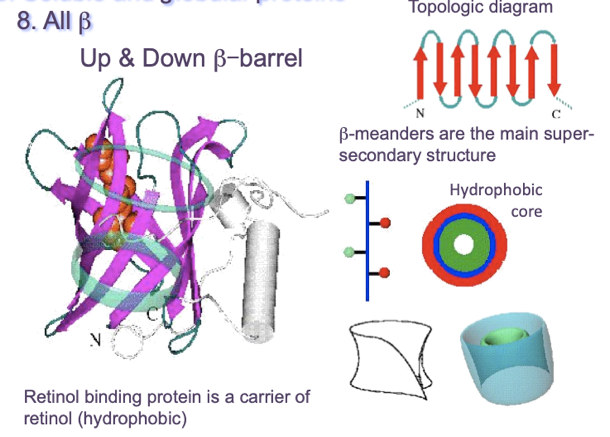 8. All β
Up & Down β-barrel
Topologic diagram
N
C
β-meanders are the main super-
secondary structure
Hydrophobic
core
C
N
Retinol binding protein is a carrier of
retinol (hydrophobic)